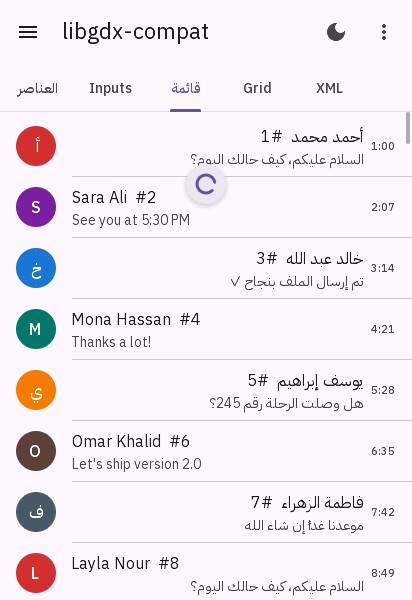 libgdx-compat
العناصر
Inputs
قائمة
Grid
XML
أ
أحمد محمد  #1
1:00
السلام عليكم، كيف حالك اليوم؟
S
Sara Ali  #2
2:07
See you at 5:30 PM
خ
خالد عبد الله  #3
3:14
تم إرسال الملف بنجاح ✓
M
Mona Hassan  #4
4:21
Thanks a lot!
ي
يوسف إبراهيم  #5
5:28
هل وصلت الرحلة رقم 245؟
O
Omar Khalid  #6
6:35
Let's ship version 2.0
ف
فاطمة الزهراء  #7
7:42
موعدنا غدًا إن شاء الله
L
Layla Nour  #8
8:49
السلام عليكم، كيف حالك اليوم؟